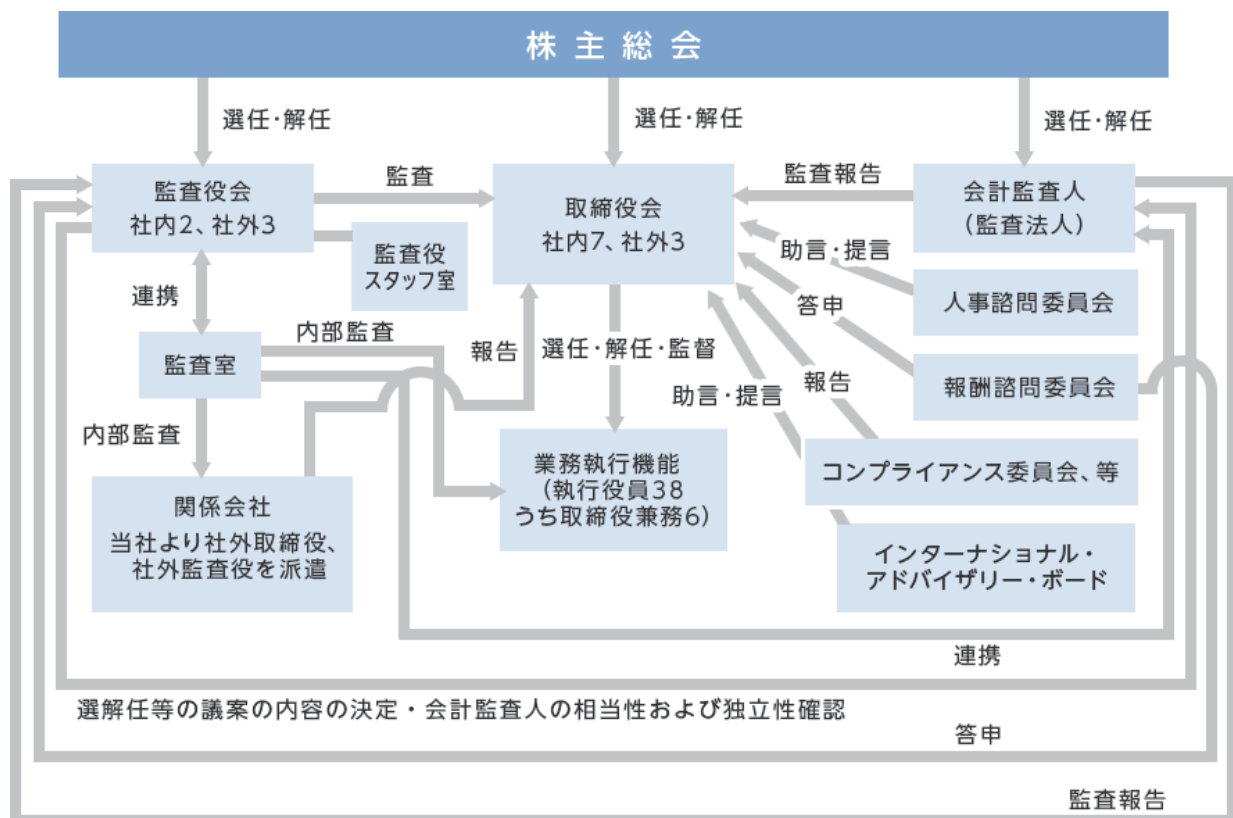 株主総会
選任･解任
選任･解任
選任･解任
監査役会
社内2、社外3
監査
取締役会
社内7、社外3
監査報告
会計監査人
（監査法人）
監査役
スタッフ室
助言･提言
連携
人事諮問委員会
答申
内部監査
報告
選任･解任･監督
監査室
報告
報酬諮問委員会
助言･提言
内部監査
業務執行機能
（執行役員38
うち取締役兼務6）
コンプライアンス委員会、等
関係会社
当社より社外取締役、
社外監査役を派遣
インターナショナル・
アドバイザリー・ボード
連携
選解任等の議案の内容の決定・会計監査人の相当性および独立性確認
答申
監査報告